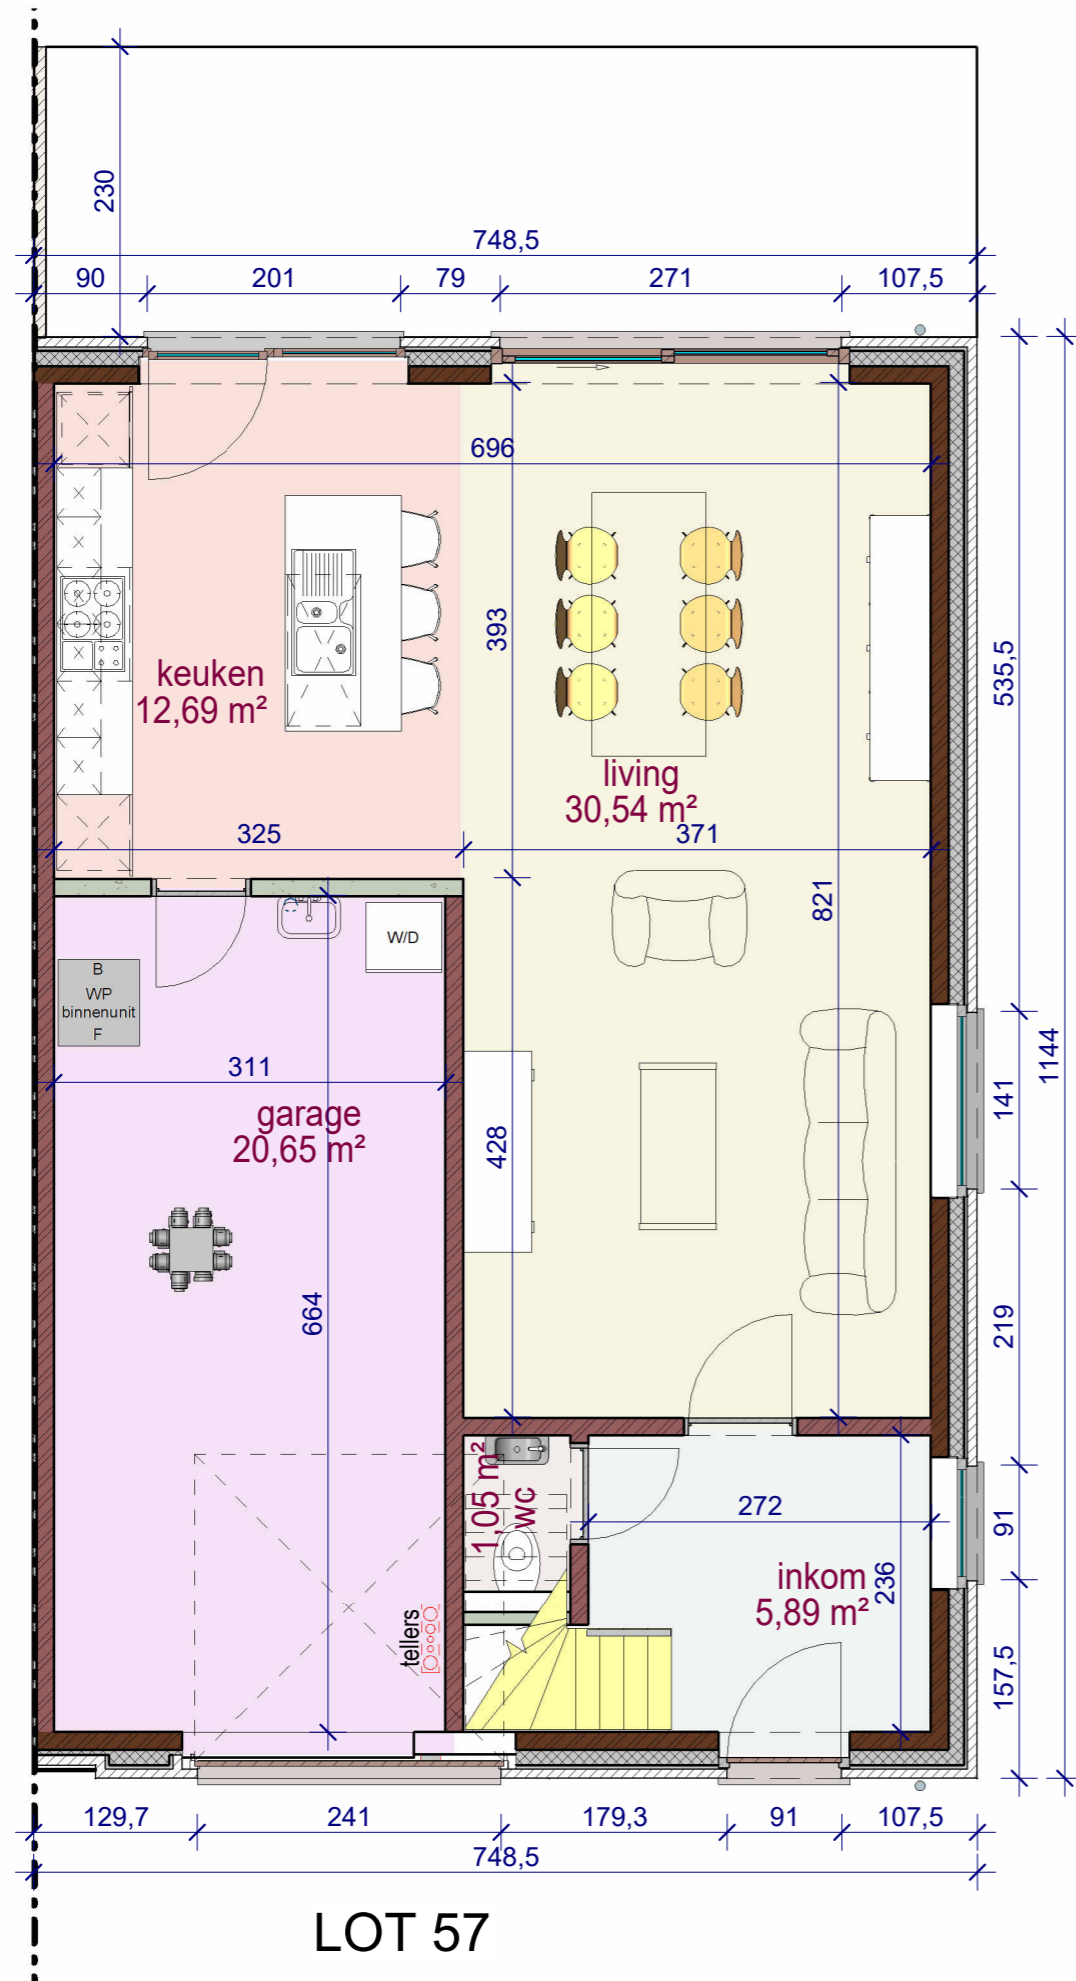 230
748,5
90
201
79
271
107,5
696
393
535,5
keuken
12,69 m²
living
30,54 m²
325
371
821
W/D
B
WP
binnenunit
F
311
1144
141
garage
20,65 m²
428
664
219
1,05 m²
wc
272
91
inkom
5,89 m²
236
tellers
157,5
129,7
241
179,3
91
107,5
748,5
LOT 57